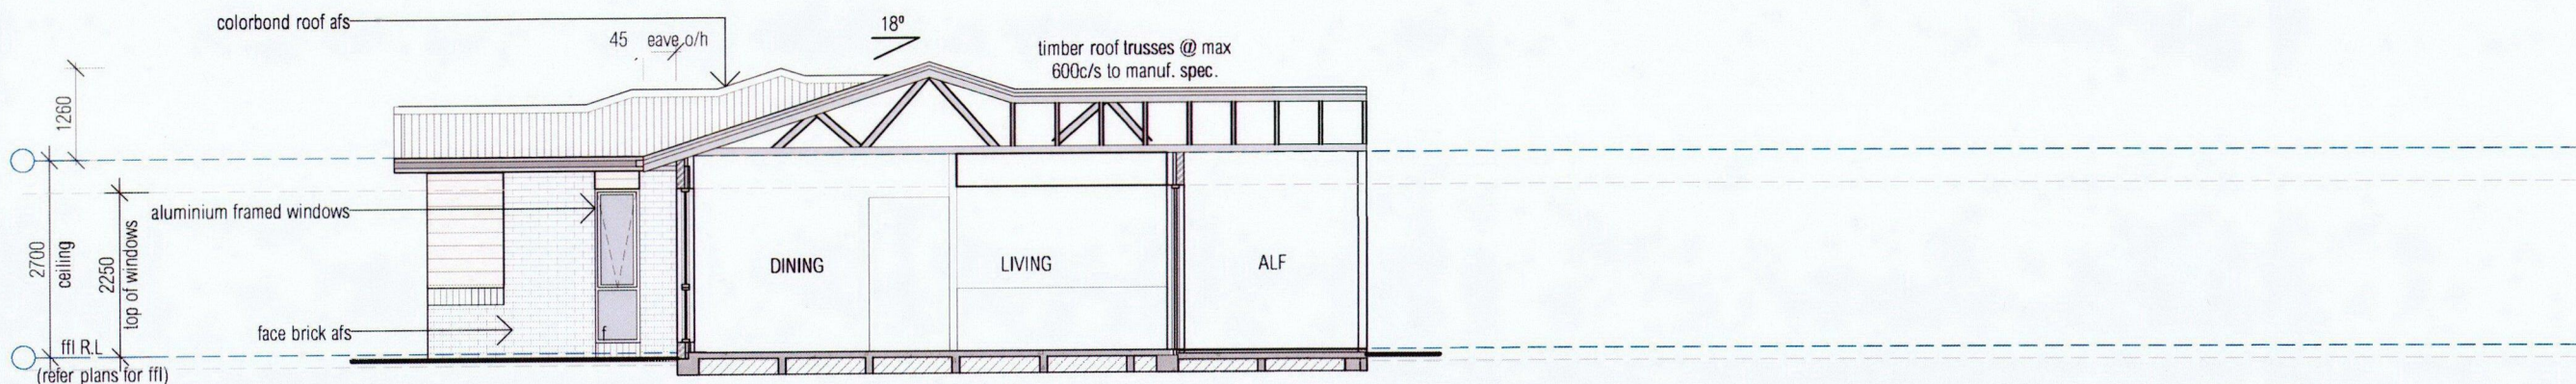 colorbond roof afs
45 eave o/h
18º
timber roof trusses @ max
600c/s to manuf. spec.
1260
aluminium framed windows
2700
ceiling
2250
top of windows
DINING
LIVING
ALF
face brick afs
f
ffl R.L
(refer plans for ffl)